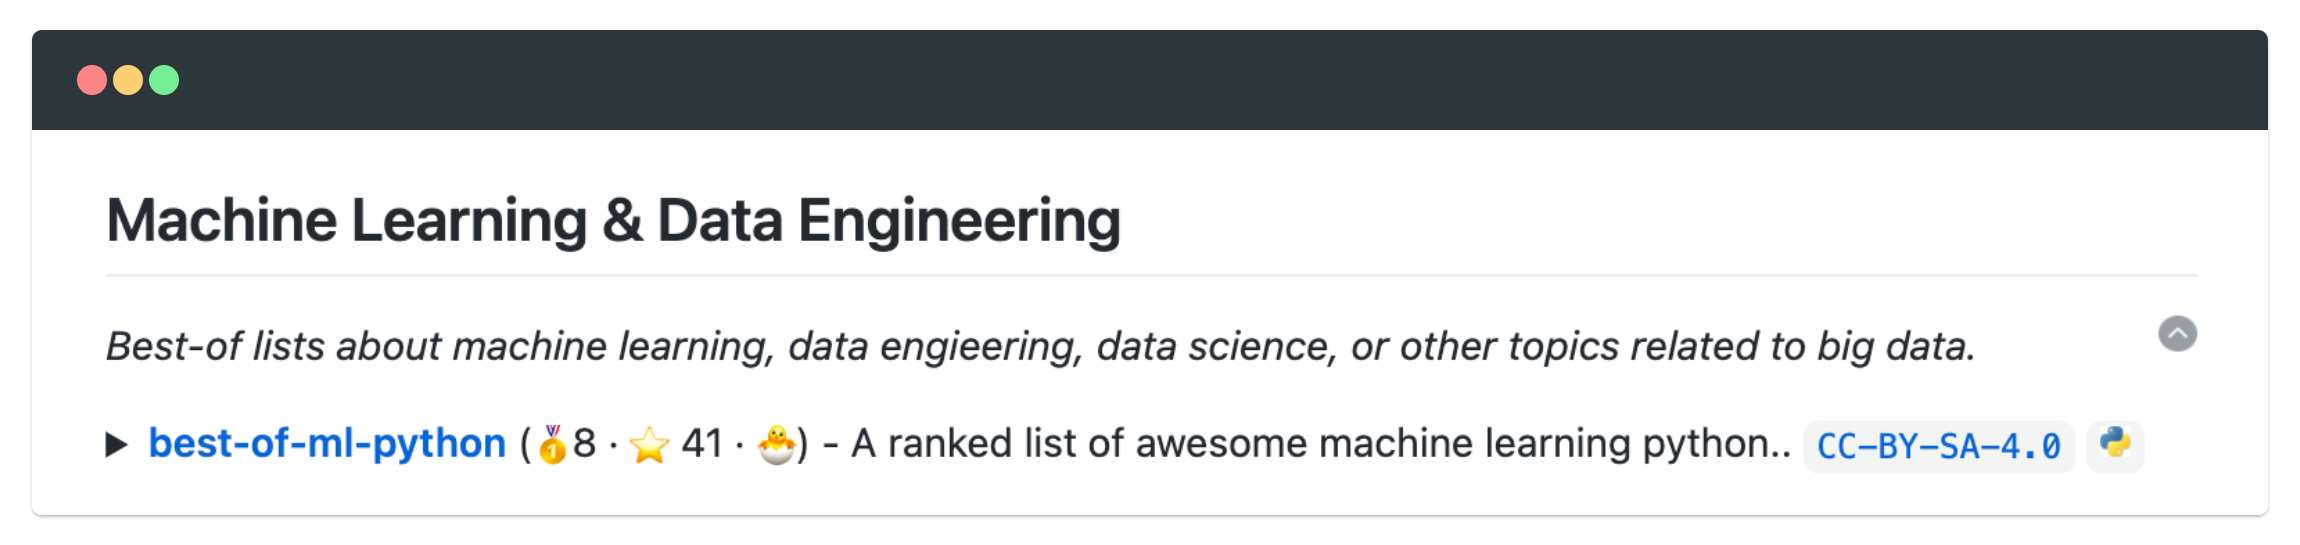 Machine Learning & Data Engineering
Best-of lists about machine learning, data engieering, data science, or other topics related to big data.
▶ best-of-ml-python (🥇8 · ⭐ 41 · 🐣) - A ranked list of awesome machine learning python.. CC-BY-SA-4.0